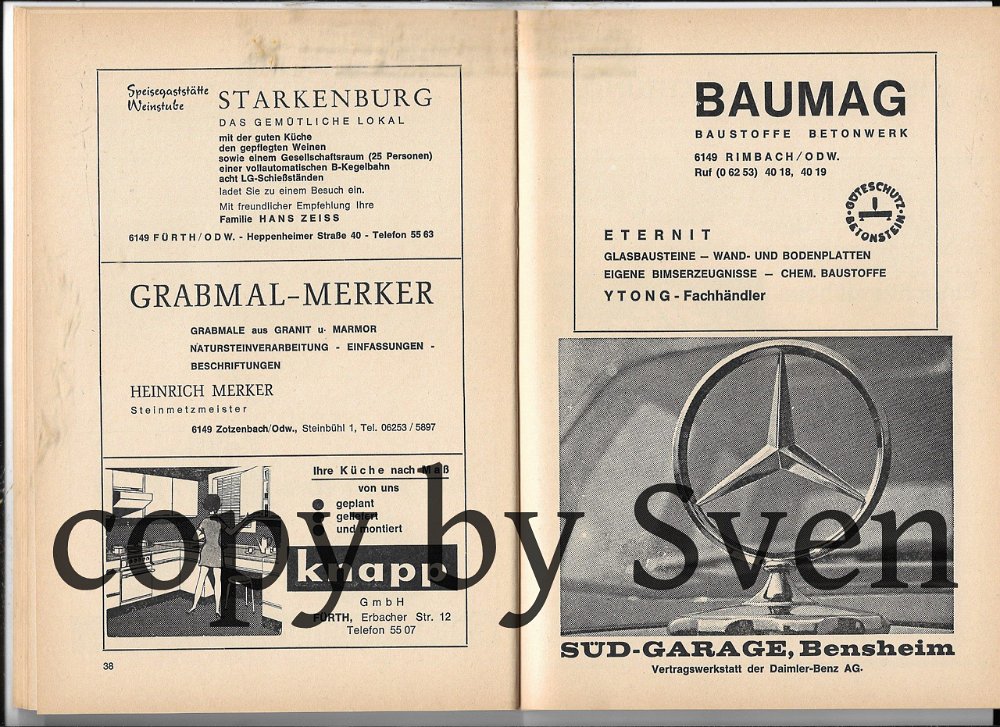 Speisegaststätte
Weinstube
STARKENBURG
DAS GEMÜTLICHE LOKAL
mit der guten Küche
den gepflegten Weinen
sowie einem Gesellschaftsraum (25 Personen)
einer vollautomatischen B-Kegelbahn
acht LG-Schießständen
ladet Sie zu einem Besuch ein.
Mit freundlicher Empfehlung Ihre
Familie HANS ZEISS
6149 FÜRTH/ODW. - Heppenheimer Straße 40 - Telefon 55 63
GRABMAL-MERKER
GRABMALE aus GRANIT u. MARMOR
NATURSTEINVERARBEITUNG - EINFASSUNGEN -
BESCHRIFTUNGEN
HEINRICH MERKER
Steinmetzmeister
6149 Zotzenbach/Odw., Steinbühl 1, Tel. 06253 / 5897
Ihre Küche nach Maß
von uns
geplant
geliefert
und montiert
knapp
GmbH
FÜRTH, Erbacher Str. 12
Telefon 55 07
38
BAUMAG
BAUSTOFFE BETONWERK
6149 RIMBACH/ODW.
Ruf (0 62 53) 40 18, 40 19
GÜTESCHUTZ
BETONSTEIN
ETERNIT
GLASBAUSTEINE — WAND- UND BODENPLATTEN
EIGENE BIMSERZEUGNISSE — CHEM. BAUSTOFFE
YTONG - Fachhändler
SÜD-GARAGE, Bensheim
Vertragswerkstatt der Daimler-Benz AG.
copy by Sven